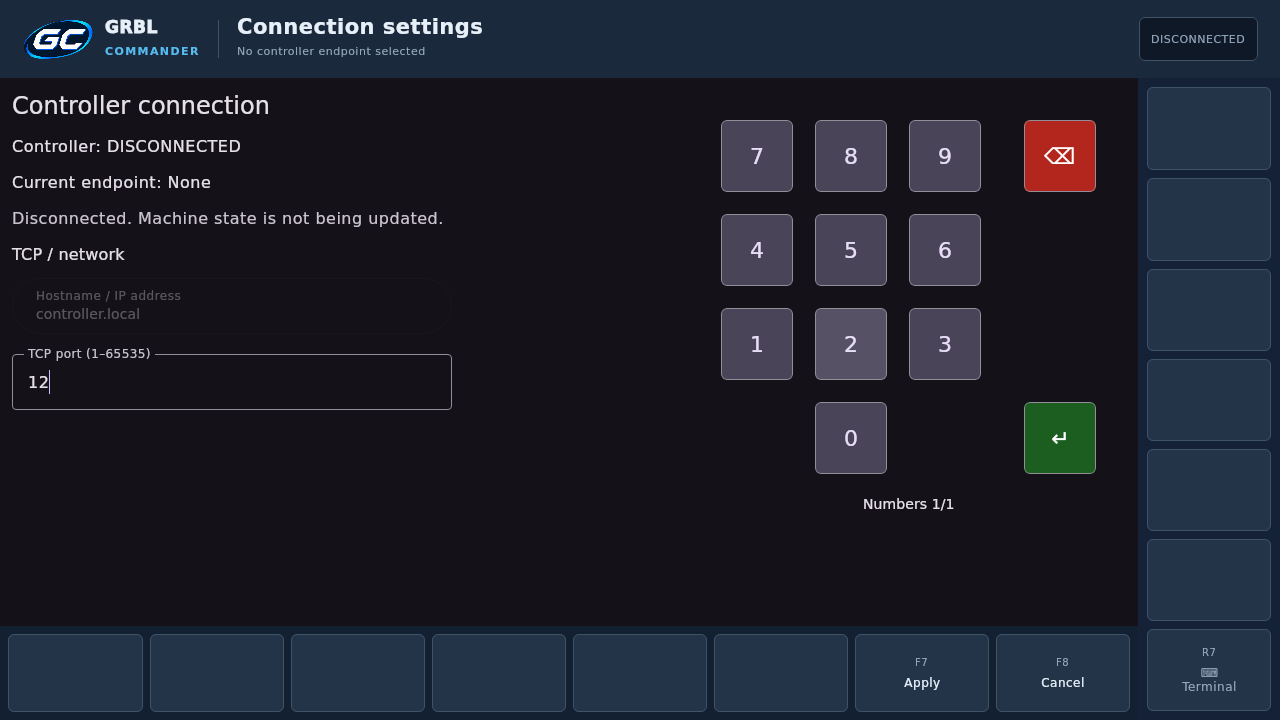 GC
GRBL
COMMANDER
Connection settings
No controller endpoint selected
DISCONNECTED
Controller connection
Controller: DISCONNECTED
Current endpoint: None
Disconnected. Machine state is not being updated.
TCP / network
Hostname / IP address
controller.local
TCP port (1–65535)
12
7 8 9 ⌫
4 5 6
1 2 3
0 ↵
Numbers 1/1
F7
Apply
F8
Cancel
R7
⌨
Terminal